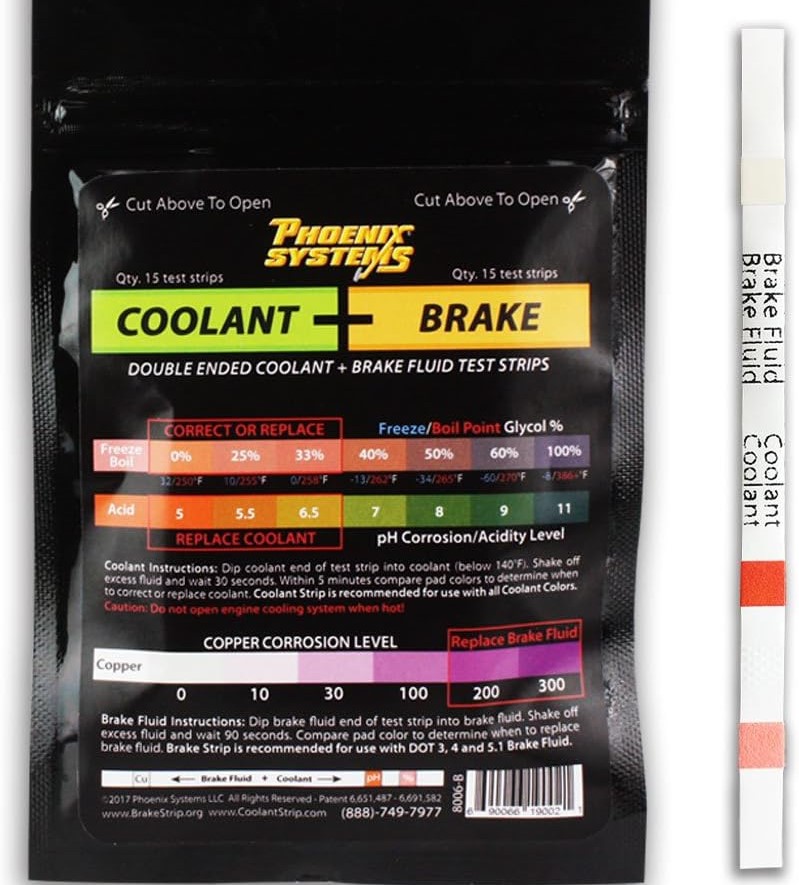 Cut Above To Open
Cut Above To Open
PHOENIX
SYSTEMS
Qty. 15 test strips
Qty. 15 test strips
COOLANT + BRAKE
DOUBLE ENDED COOLANT + BRAKE FLUID TEST STRIPS
CORRECT OR REPLACE
Freeze/Boil Point Glycol %
Freeze
Boil
0% 25% 33% 40% 50% 60% 100%
32/250°F 10/255°F 0/258°F -13/262°F -34/265°F -60/270°F -8/386+°F
Acid 5 5.5 6.5 7 8 9 11
REPLACE COOLANT
pH Corrosion/Acidity Level
Coolant Instructions: Dip coolant end of test strip into coolant (below 140°F). Shake off
excess fluid and wait 30 seconds. Within 5 minutes compare pad colors to determine when
to correct or replace coolant. Coolant Strip is recommended for use with all Coolant Colors.
Caution: Do not open engine cooling system when hot!
COPPER CORROSION LEVEL
Replace Brake Fluid
Copper
0 10 30 100 200 300
Brake Fluid Instructions: Dip brake fluid end of test strip into brake fluid. Shake off
excess fluid and wait 90 seconds. Compare pad color to determine when to replace
brake fluid. Brake Strip is recommended for use with DOT 3, 4 and 5.1 Brake Fluid.
Cu Brake Fluid + Coolant pH %
©2017 Phoenix Systems LLC All Rights Reserved - Patent 6,651,487 - 6,691,582
www.BrakeStrip.org www.CoolantStrip.com (888)-749-7977
8006-B
6 90066 19002 1
Brake Fluid Coolant
Brake Fluid Coolant